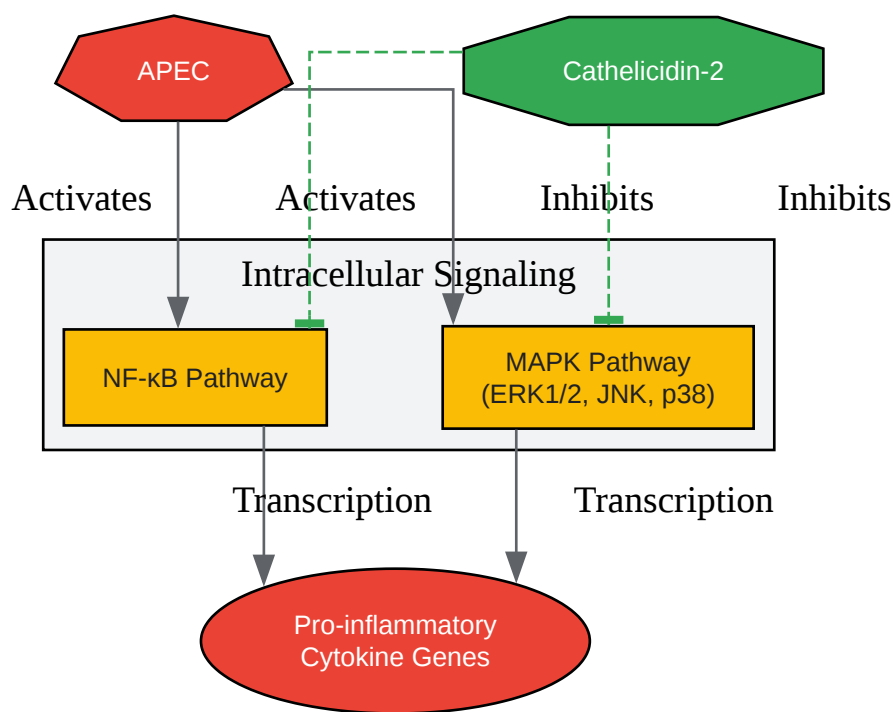 APEC
Cathelicidin-2
Activates
Activates
Inhibits
Inhibits
Intracellular Signaling
NF-κB Pathway
MAPK Pathway
(ERK1/2, JNK, p38)
Transcription
Transcription
Pro-inflammatory
Cytokine Genes